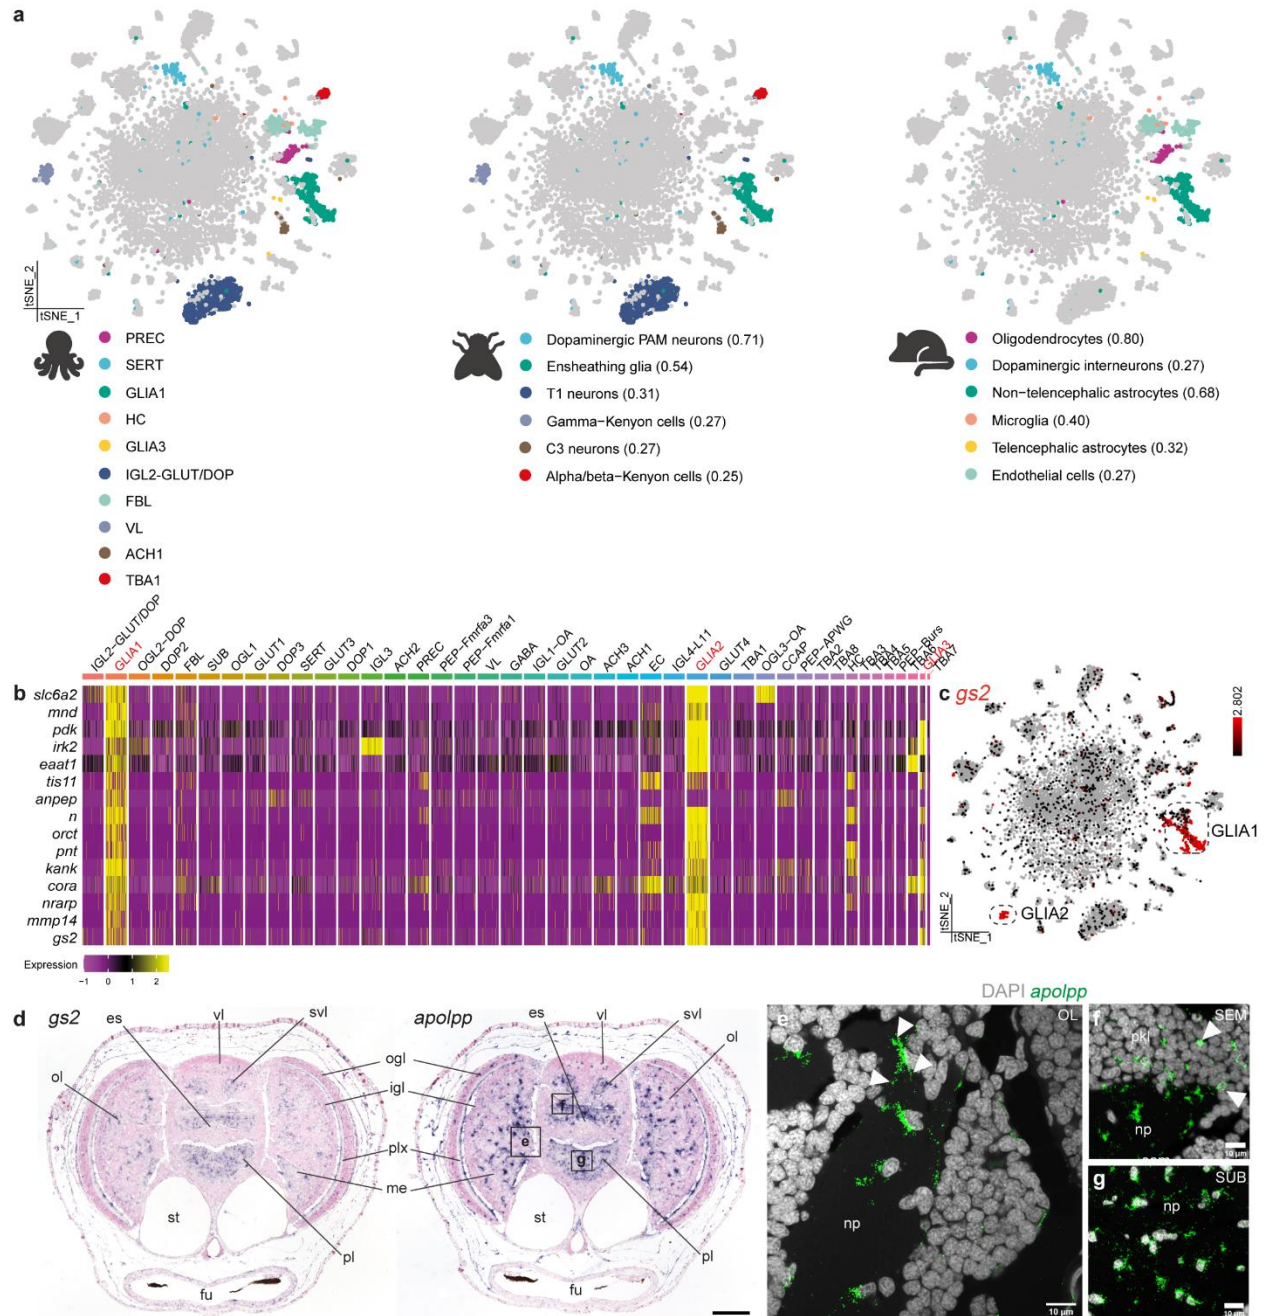 a
tSNE_2
tSNE_1
PREC
SERT
GLIA1
HC
GLIA3
IGL2-GLUT/DOP
FBL
VL
ACH1
TBA1
Dopaminergic PAM neurons (0.71)
Ensheathing glia (0.54)
T1 neurons (0.31)
Gamma-Kenyon cells (0.27)
C3 neurons (0.27)
Alpha/beta-Kenyon cells (0.25)
Oligodendrocytes (0.80)
Dopaminergic interneurons (0.27)
Non-telencephalic astrocytes (0.68)
Microglia (0.40)
Telencephalic astrocytes (0.32)
Endothelial cells (0.27)
IGL2-GLUT/DOP
GLIA1
OGL2-DOP
DOP2
FBL
SUB
OGL1
GLUT1
DOP3
SERT
GLUT3
DOP1
IGL3
ACH2
PREC
PEP-Fmrfa3
PEP-Fmrfa1
VL
GABA
IGL1-OA
GLUT2
OA
ACH3
ACH1
EC
IGL4-L11
GLIA2
GLUT4
TBA1
OGL3-OA
CCAP
PEP-APWG
TBA2
TBA8
HC
TBA3
TBA4
TBA5
PEP-Burs
TBA6
GLIA3
TBA7
b
slc6a2
mnd
pdk
irk2
eaat1
tis11
anpep
n
orct
pnt
kank
cora
nrarp
mmp14
gs2
Expression
-1 0 1 2
c gs2
2.802
GLIA1
GLIA2
tSNE_2
tSNE_1
d gs2
es
vl
svl
ol
ogl
igl
plx
me
st
pl
fu
apolpp
es
vl
svl
ol
e
g
st
pl
fu
DAPI apolpp
e
OL
np
10 µm
f
SEM
pkl
np
10 µm
g
SUB
np
10 µm